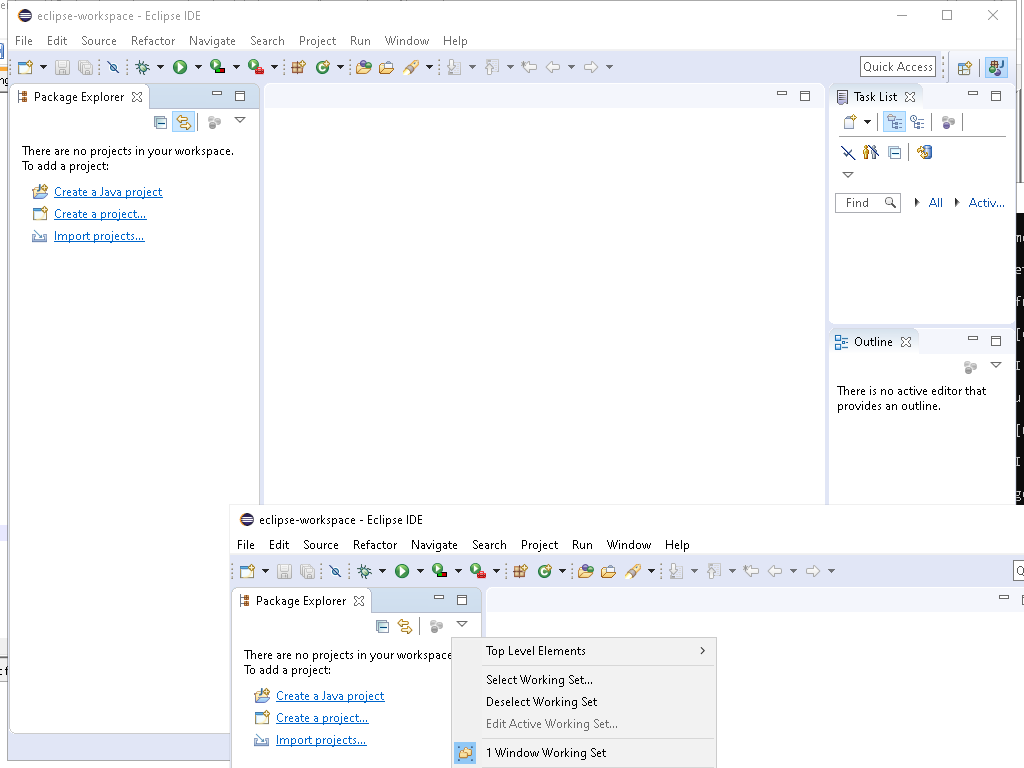 eclipse-workspace - Eclipse IDE
File Edit Source Refactor Navigate Search Project Run Window Help
Quick Access
Package Explorer
There are no projects in your workspace.
To add a project:
Create a Java project
Create a project...
Import projects...
Task List
Find All Activ...
Outline
There is no active editor that
provides an outline.
eclipse-workspace - Eclipse IDE
File Edit Source Refactor Navigate Search Project Run Window Help
Package Explorer
There are no projects in your workspace
To add a project:
Create a Java project
Create a project...
Import projects...
Top Level Elements
Select Working Set...
Deselect Working Set
Edit Active Working Set...
1 Window Working Set